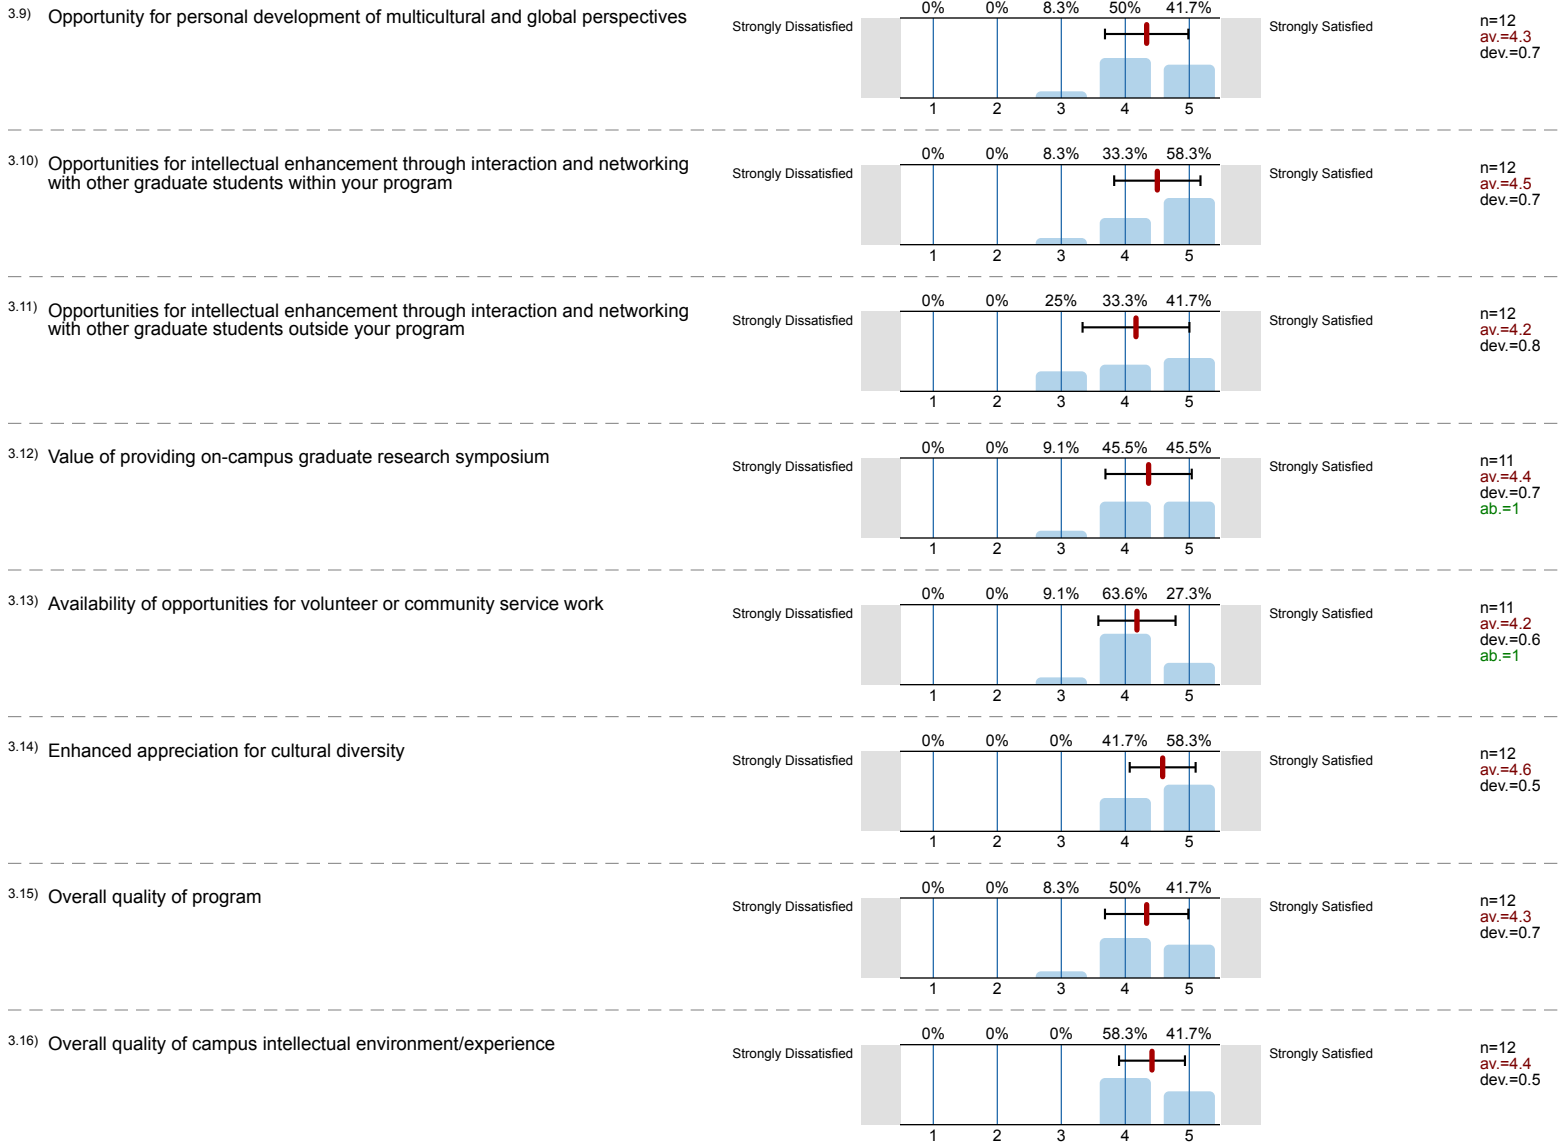 3.9) Opportunity for personal development of multicultural and global perspectives
0% 0% 8.3% 50% 41.7%
Strongly Dissatisfied Strongly Satisfied
n=12
av.=4.3
dev.=0.7
1 2 3 4 5
3.10) Opportunities for intellectual enhancement through interaction and networking
with other graduate students within your program
0% 0% 8.3% 33.3% 58.3%
Strongly Dissatisfied Strongly Satisfied
n=12
av.=4.5
dev.=0.7
1 2 3 4 5
3.11) Opportunities for intellectual enhancement through interaction and networking
with other graduate students outside your program
0% 0% 25% 33.3% 41.7%
Strongly Dissatisfied Strongly Satisfied
n=12
av.=4.2
dev.=0.8
1 2 3 4 5
3.12) Value of providing on-campus graduate research symposium
0% 0% 9.1% 45.5% 45.5%
Strongly Dissatisfied Strongly Satisfied
n=11
av.=4.4
dev.=0.7
ab.=1
1 2 3 4 5
3.13) Availability of opportunities for volunteer or community service work
0% 0% 9.1% 63.6% 27.3%
Strongly Dissatisfied Strongly Satisfied
n=11
av.=4.2
dev.=0.6
ab.=1
1 2 3 4 5
3.14) Enhanced appreciation for cultural diversity
0% 0% 0% 41.7% 58.3%
Strongly Dissatisfied Strongly Satisfied
n=12
av.=4.6
dev.=0.5
1 2 3 4 5
3.15) Overall quality of program
0% 0% 8.3% 50% 41.7%
Strongly Dissatisfied Strongly Satisfied
n=12
av.=4.3
dev.=0.7
1 2 3 4 5
3.16) Overall quality of campus intellectual environment/experience
0% 0% 0% 58.3% 41.7%
Strongly Dissatisfied Strongly Satisfied
n=12
av.=4.4
dev.=0.5
1 2 3 4 5